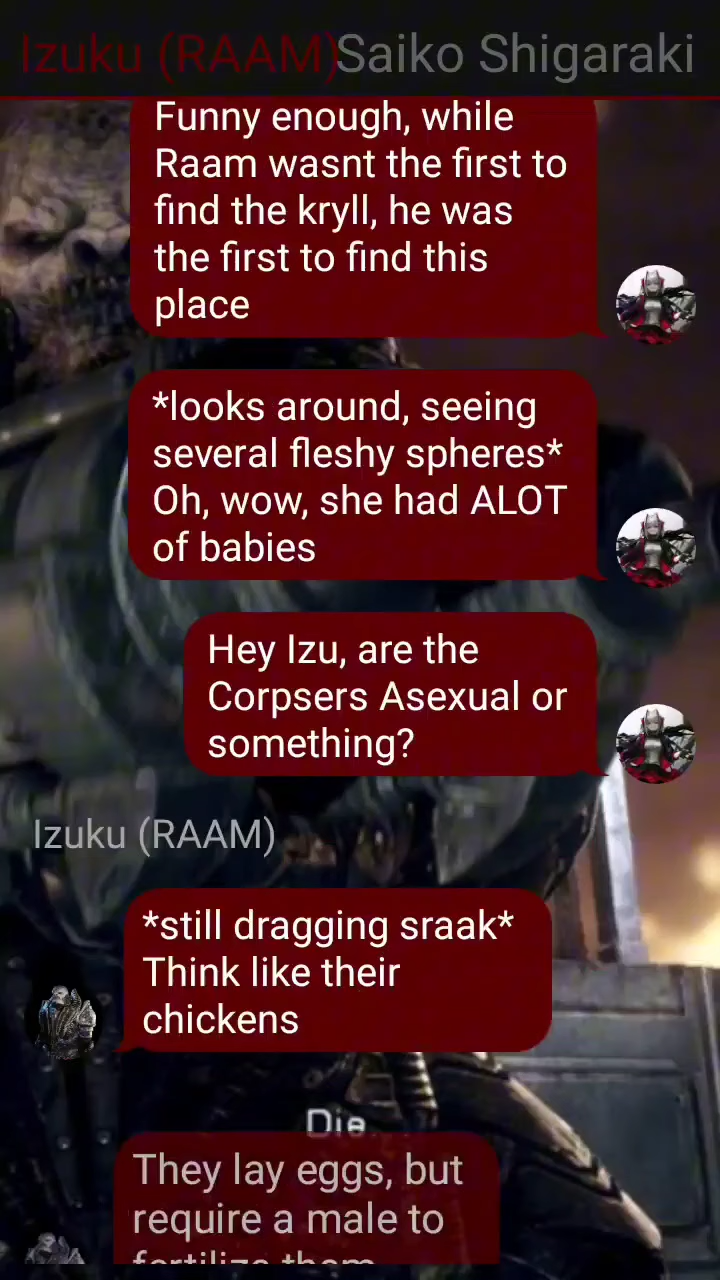 Izuku (RAAM) Saiko Shigaraki
Funny enough, while
Raam wasnt the first to
find the kryll, he was
the first to find this
place
*looks around, seeing
several fleshy spheres*
Oh, wow, she had ALOT
of babies
Hey Izu, are the
Corpsers Asexual or
something?
Izuku (RAAM)
*still dragging sraak*
Think like their
chickens
Die.
They lay eggs, but
require a male to
fertilize them